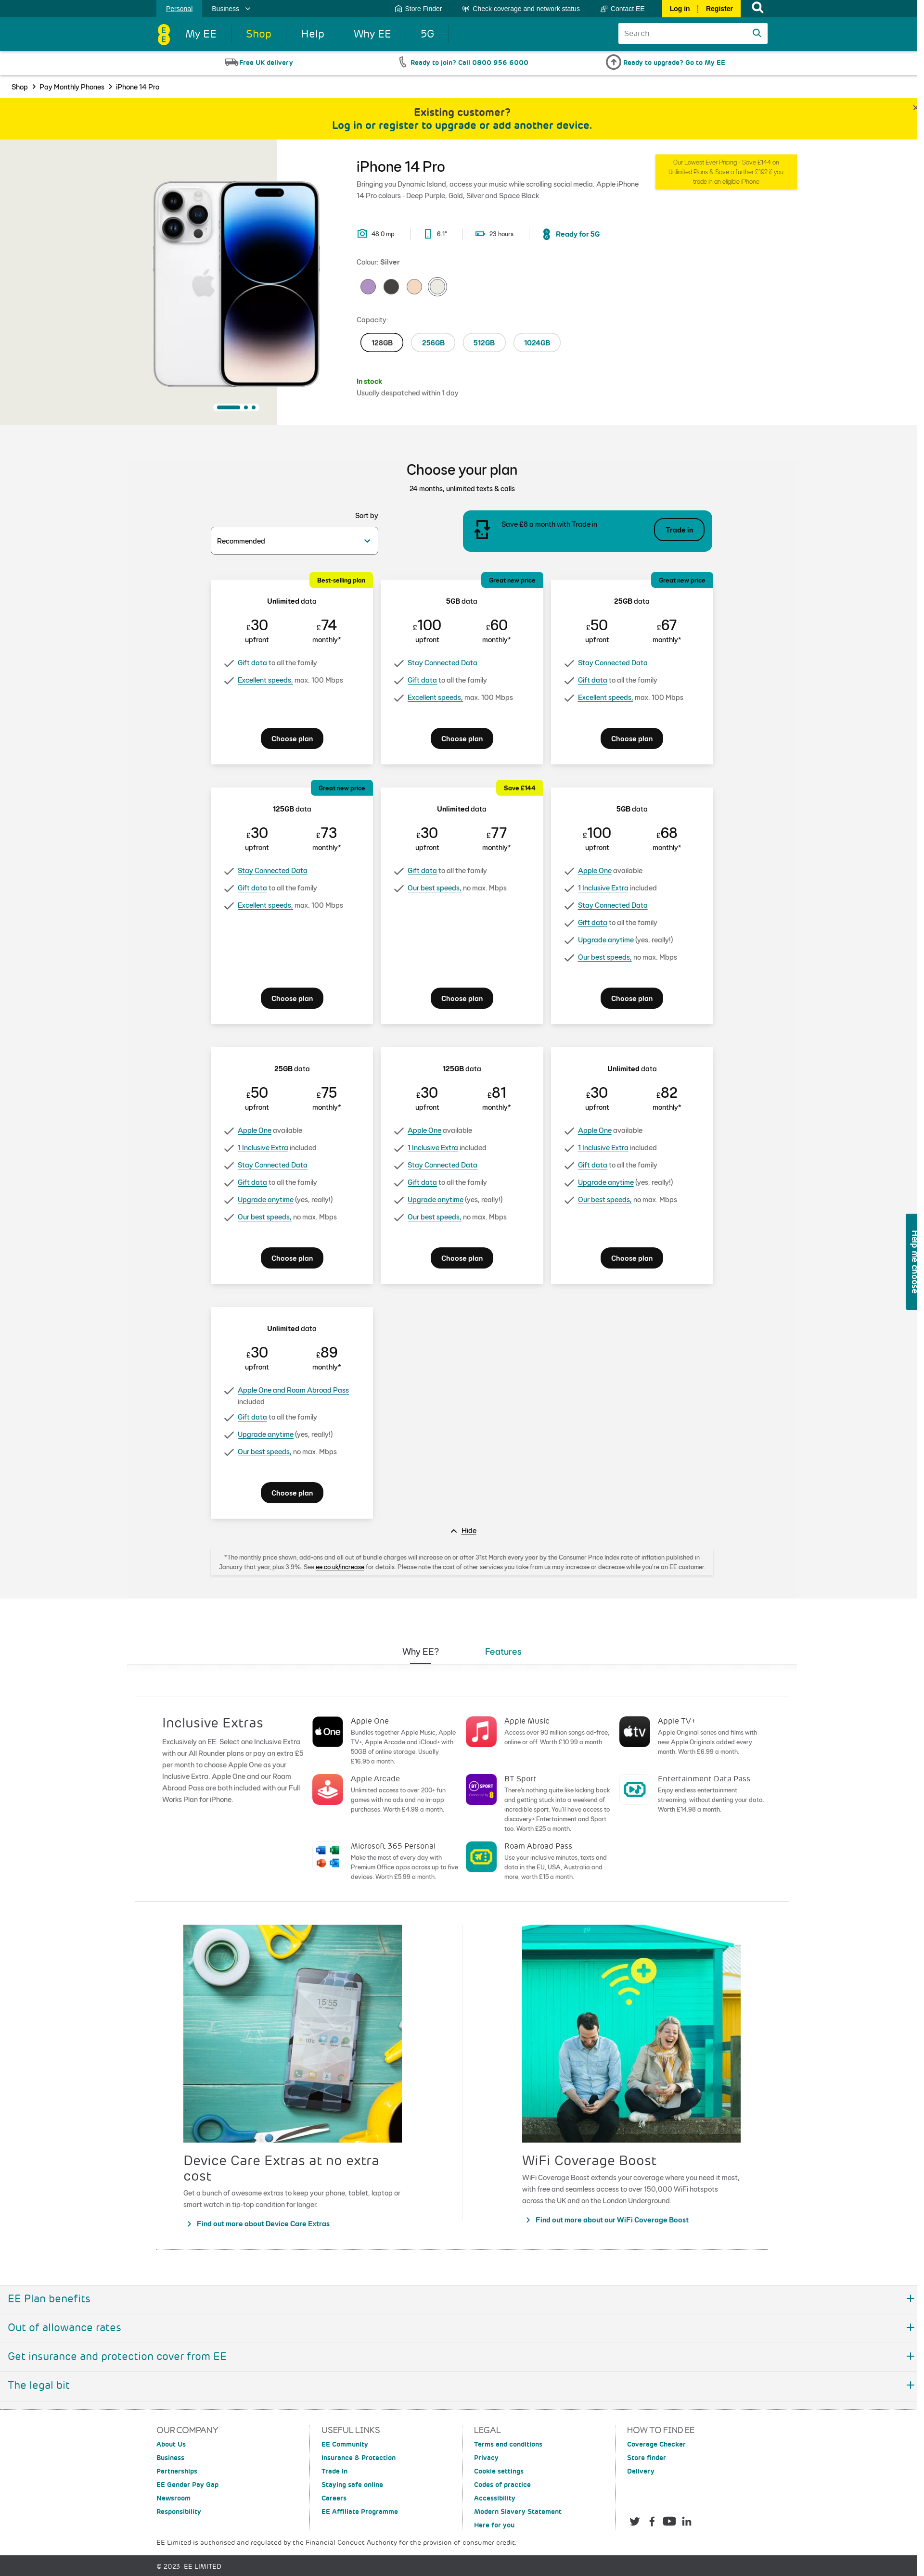 Personal
Business
Store Finder
Check coverage and network status
Contact EE
Log in | Register
EE
My EE
Shop
Help
Why EE
5G
Search
Free UK delivery
Ready to join? Call 0800 956 6000
Ready to upgrade? Go to My EE
Shop > Pay Monthly Phones > iPhone 14 Pro
Existing customer?
Log in or register to upgrade or add another device.
iPhone 14 Pro
Bringing you Dynamic Island, access your music while scrolling social media. Apple iPhone
14 Pro colours - Deep Purple, Gold, Silver and Space Black
Our Lowest Ever Pricing - Save £144 on
Unlimited Plans & Save a further £192 if you
trade in an eligible iPhone
48.0 mp
6.1"
23 hours
Ready for 5G
Colour: Silver
Capacity:
128GB
256GB
512GB
1024GB
In stock
Usually despatched within 1 day
Choose your plan
24 months, unlimited texts & calls
Sort by
Recommended
Save £8 a month with Trade in
Trade in
Best-selling plan
Unlimited data
£30 £74
upfront monthly*
Gift data to all the family
Excellent speeds, max. 100 Mbps
Choose plan
Great new price
5GB data
£100 £60
upfront monthly*
Stay Connected Data
Gift data to all the family
Excellent speeds, max. 100 Mbps
Choose plan
Great new price
25GB data
£50 £67
upfront monthly*
Stay Connected Data
Gift data to all the family
Excellent speeds, max. 100 Mbps
Choose plan
Great new price
125GB data
£30 £73
upfront monthly*
Stay Connected Data
Gift data to all the family
Excellent speeds, max. 100 Mbps
Choose plan
Save £144
Unlimited data
£30 £77
upfront monthly*
Gift data to all the family
Our best speeds, no max. Mbps
Choose plan
5GB data
£100 £68
upfront monthly*
Apple One available
1 Inclusive Extra included
Stay Connected Data
Gift data to all the family
Upgrade anytime (yes, really!)
Our best speeds, no max. Mbps
Choose plan
25GB data
£50 £75
upfront monthly*
Apple One available
1 Inclusive Extra included
Stay Connected Data
Gift data to all the family
Upgrade anytime (yes, really!)
Our best speeds, no max. Mbps
Choose plan
125GB data
£30 £81
upfront monthly*
Apple One available
1 Inclusive Extra included
Stay Connected Data
Gift data to all the family
Upgrade anytime (yes, really!)
Our best speeds, no max. Mbps
Choose plan
Unlimited data
£30 £82
upfront monthly*
Apple One available
1 Inclusive Extra included
Gift data to all the family
Upgrade anytime (yes, really!)
Our best speeds, no max. Mbps
Choose plan
Help me choose
Unlimited data
£30 £89
upfront monthly*
Apple One and Roam Abroad Pass
included
Gift data to all the family
Upgrade anytime (yes, really!)
Our best speeds, no max. Mbps
Choose plan
Hide
*The monthly price shown, add-ons and all out of bundle charges will increase on or after 31st March every year by the Consumer Price Index rate of inflation published in
January that year, plus 3.9%. See ee.co.uk/increase for details. Please note the cost of other services you take from us may increase or decrease while you're an EE customer.
Why EE?
Features
Inclusive Extras
Exclusively on EE. Select one Inclusive Extra
with our All Rounder plans or pay an extra £5
per month to choose Apple One as your
Inclusive Extra. Apple One and our Roam
Abroad Pass are both included with our Full
Works Plan for iPhone.
One
Apple One
Bundles together Apple Music, Apple
TV+, Apple Arcade and iCloud+ with
50GB of online storage. Usually
£16.95 a month.
Apple Music
Access over 90 million songs ad-free,
online or off. Worth £10.99 a month.
tv
Apple TV+
Apple Original series and films with
new Apple Originals added every
month. Worth £6.99 a month.
Apple Arcade
Unlimited access to over 200+ fun
games with no ads and no in-app
purchases. Worth £4.99 a month.
BT SPORT
BT Sport
There's nothing quite like kicking back
and getting stuck into a weekend of
incredible sport. You'll have access to
discovery+ Entertainment and Sport
too. Worth £25 a month.
Entertainment Data Pass
Enjoy endless entertainment
streaming, without denting your data.
Worth £14.98 a month.
Microsoft 365 Personal
Make the most of every day with
Premium Office apps across up to five
devices. Worth £5.99 a month.
Roam Abroad Pass
Use your inclusive minutes, texts and
data in the EU, USA, Australia and
more, worth £15 a month.
15:55
Device Care Extras at no extra
cost
Get a bunch of awesome extras to keep your phone, tablet, laptop or
smart watch in tip-top condition for longer.
Find out more about Device Care Extras
WiFi Coverage Boost
WiFi Coverage Boost extends your coverage where you need it most,
with free and seamless access to over 150,000 WiFi hotspots
across the UK and on the London Underground.
Find out more about our WiFi Coverage Boost
EE Plan benefits
Out of allowance rates
Get insurance and protection cover from EE
The legal bit
OUR COMPANY
About Us
Business
Partnerships
EE Gender Pay Gap
Newsroom
Responsibility
USEFUL LINKS
EE Community
Insurance & Protection
Trade In
Staying safe online
Careers
EE Affiliate Programme
LEGAL
Terms and conditions
Privacy
Cookie settings
Codes of practice
Accessibility
Modern Slavery Statement
Here for you
HOW TO FIND EE
Coverage Checker
Store finder
Delivery
EE Limited is authorised and regulated by the Financial Conduct Authority for the provision of consumer credit.
© 2023 EE LIMITED